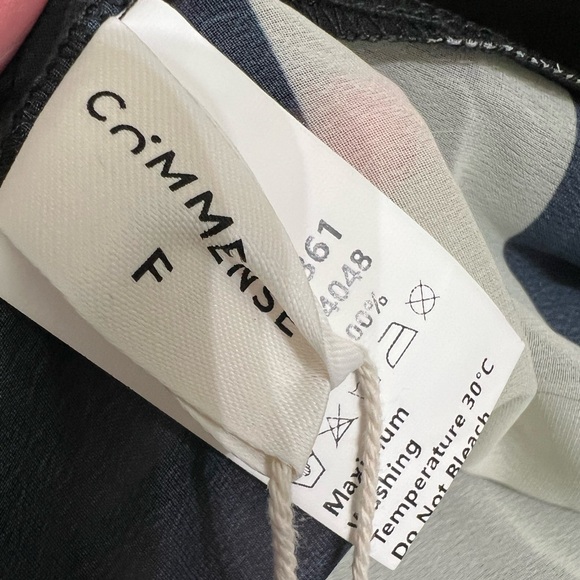 COMMENSE
F
361
4048
00%
Maximum
Washing
Temperature 30°C
Do Not Bleach